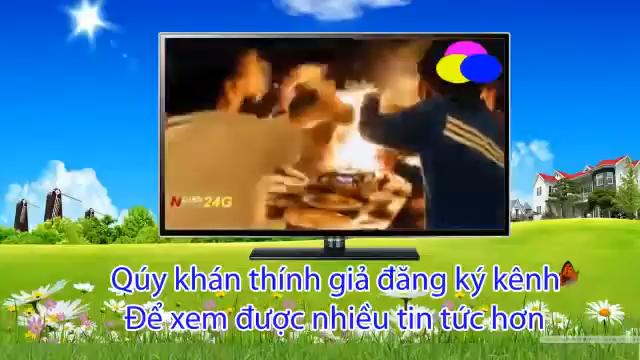 24G
Qúy khán thính giả đăng ký kênh
Để xem được nhiều tin tức hơn